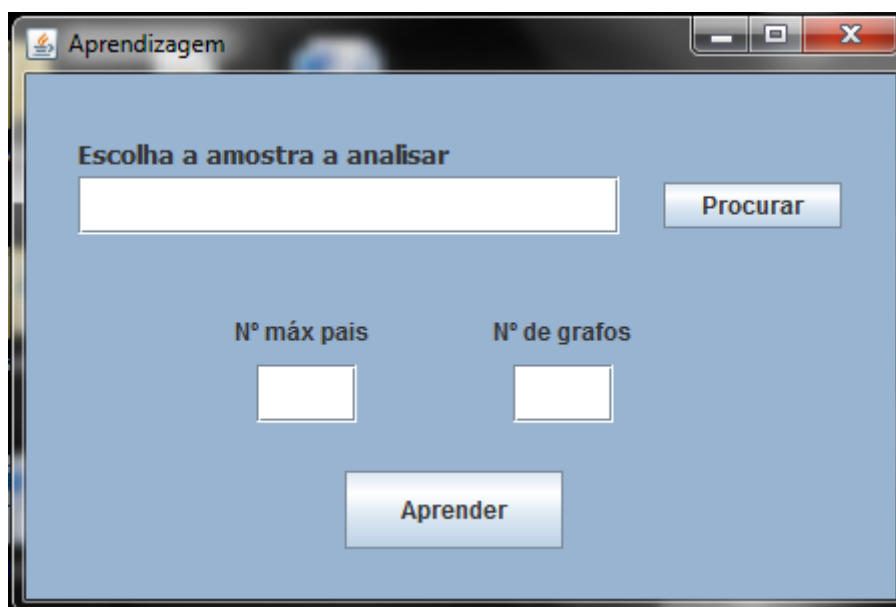 Aprendizagem
Escolha a amostra a analisar
Procurar
Nº máx pais Nº de grafos
Aprender